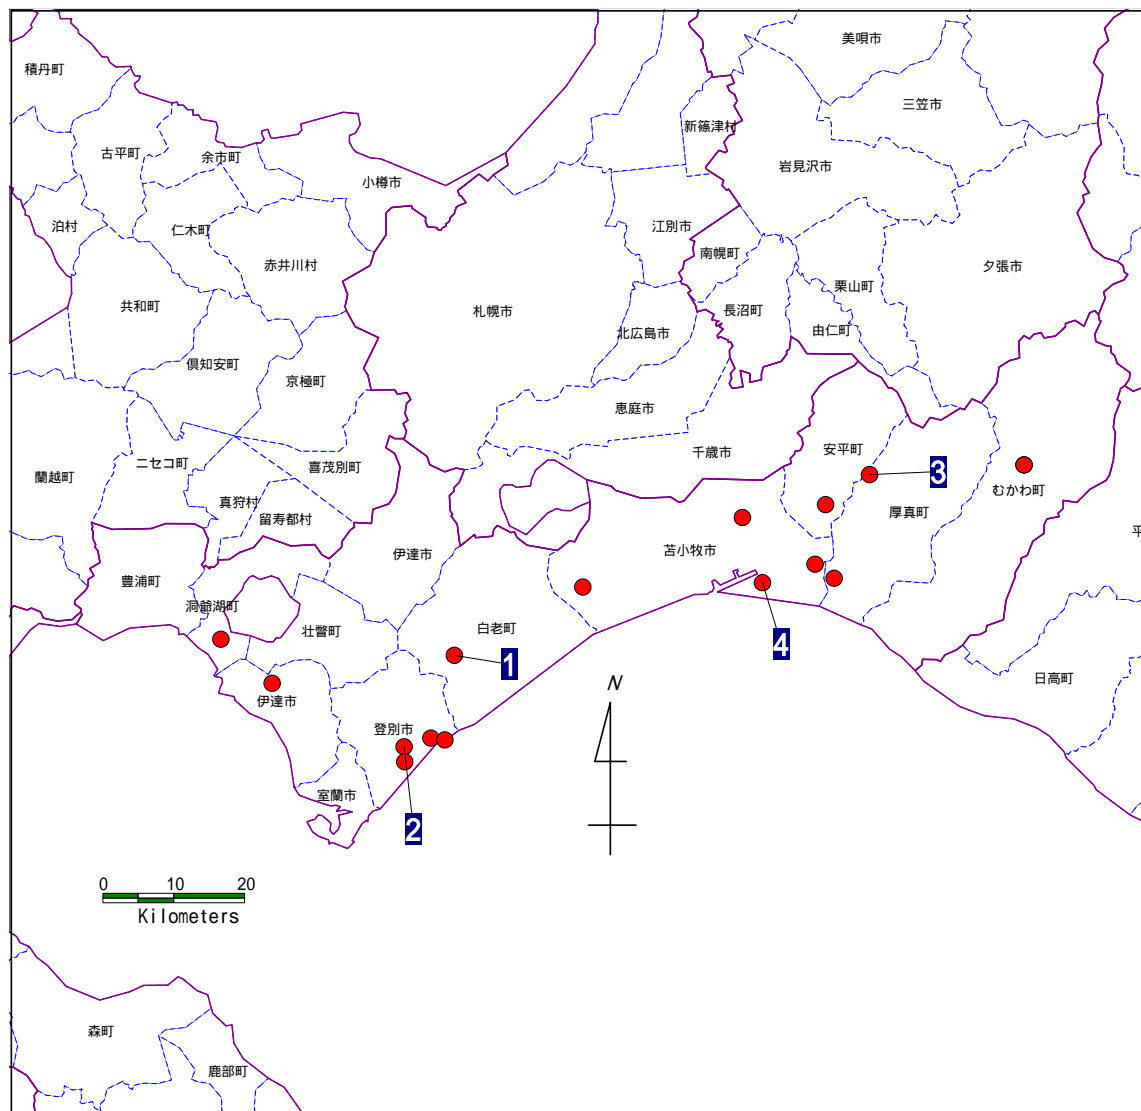 美唄市
積丹町
三笠市
新篠津村
古平町
余市町
岩見沢市
小樽市
泊村
仁木町
江別市
南幌町
赤井川村
夕張市
栗山町
共和町
札幌市
長沼町
由仁町
北広島市
倶知安町
京極町
恵庭市
千歳市
安平町
ニセコ町
喜茂別町
蘭越町
3
むかわ町
真狩村
留寿都村
厚真町
平
伊達市
苫小牧市
豊浦町
洞爺湖町
壮瞥町
白老町
4
1
日高町
N
伊達市
登別市
室蘭市
2
0 10 20
Kilometers
森町
鹿部町